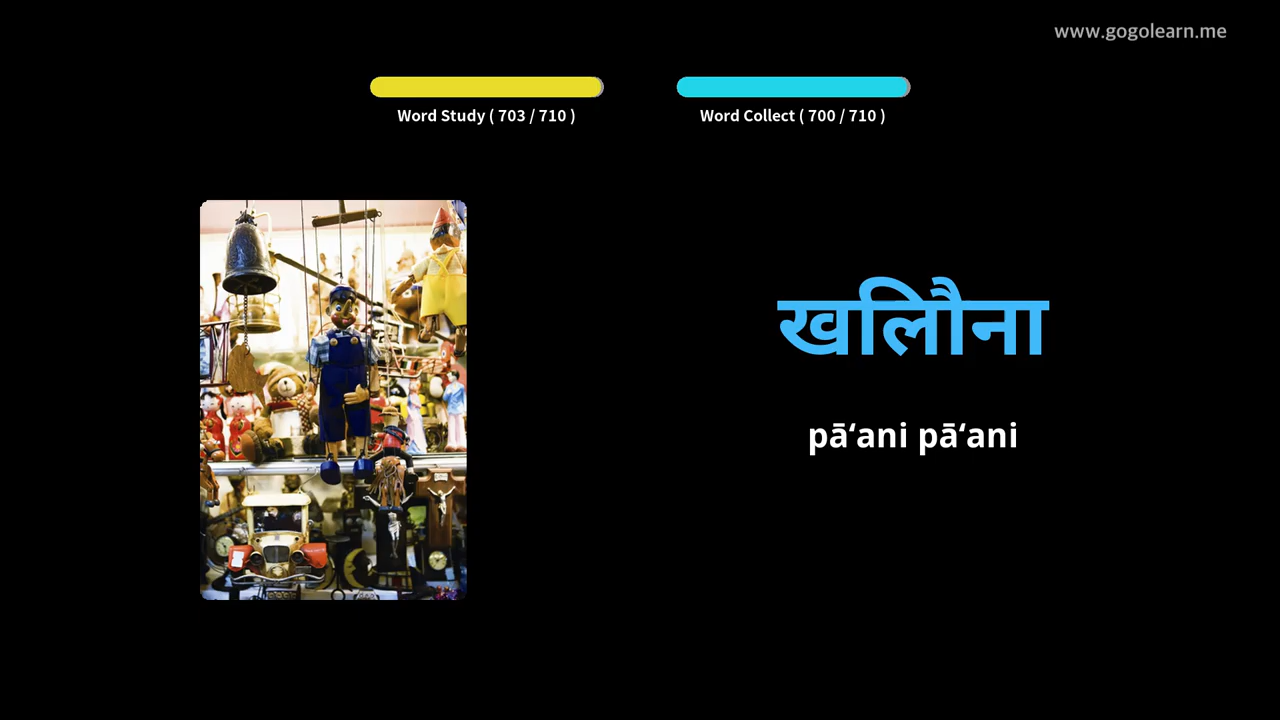 www.gogolearn.me
Word Study ( 703 / 710 )
Word Collect ( 700 / 710 )
खलिौना
pā‘ani pā‘ani